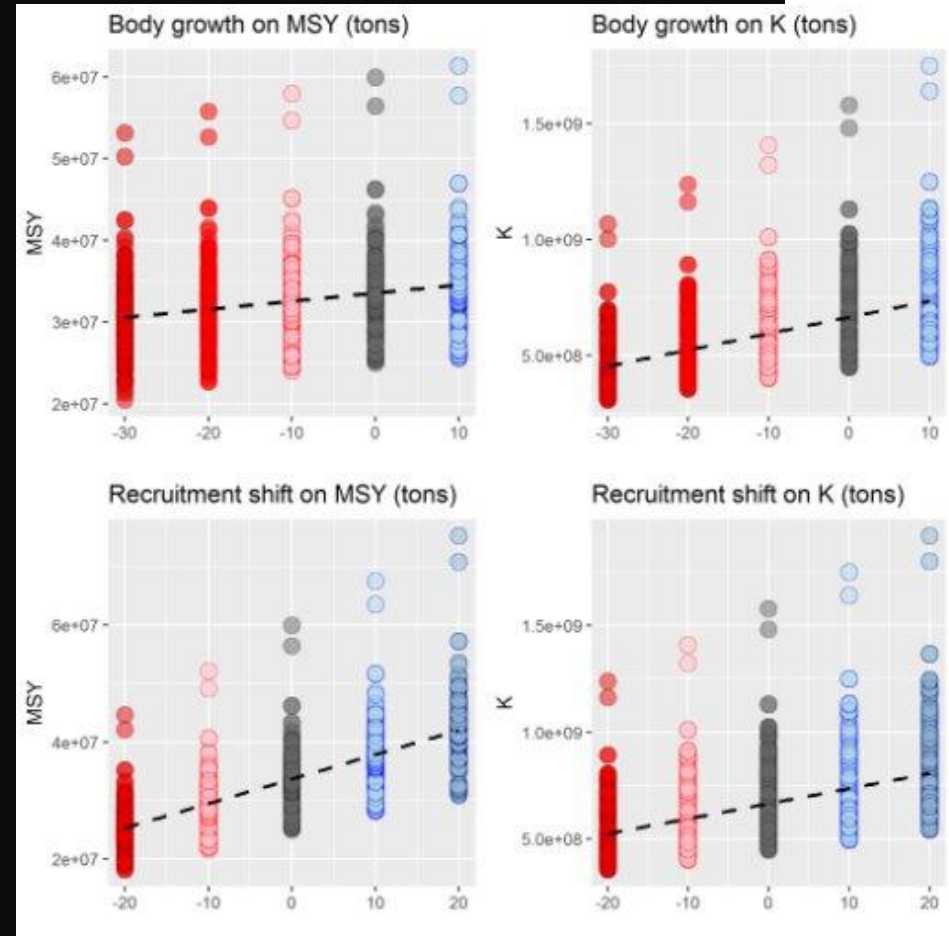 Body growth on MSY (tons)
6e+07
5e+07
4e+07
3e+07
2e+07
MSY
-30 -20 -10 0 10
Body growth on K (tons)
1.5e+09
1.0e+09
5.0e+08
K
-30 -20 -10 0 10
Recruitment shift on MSY (tons)
6e+07
4e+07
2e+07
MSY
-20 -10 0 10 20
Recruitment shift on K (tons)
1.5e+09
1.0e+09
5.0e+08
K
-20 -10 0 10 20